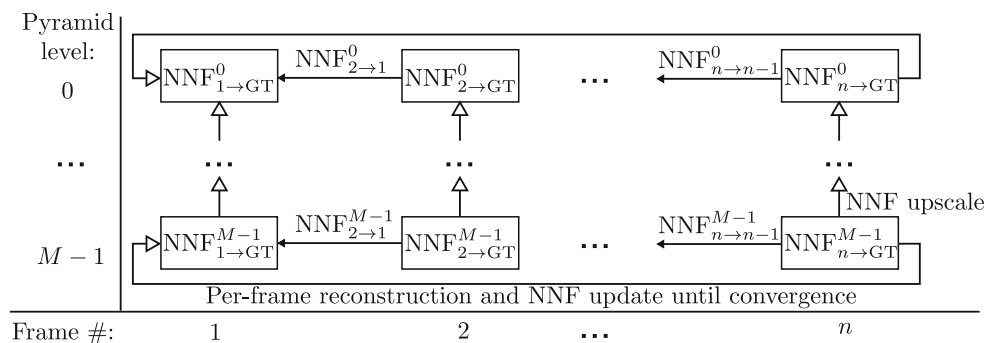 Pyramid
level:
0
NNF^0_{1→GT} NNF^0_{2→1} NNF^0_{2→GT} ... NNF^0_{n→n−1} NNF^0_{n→GT}
... ... ... ...
NNF upscale
M − 1
NNF^{M−1}_{1→GT} NNF^{M−1}_{2→1} NNF^{M−1}_{2→GT} ... NNF^{M−1}_{n→n−1} NNF^{M−1}_{n→GT}
Per-frame reconstruction and NNF update until convergence
Frame #: 1 2 ... n